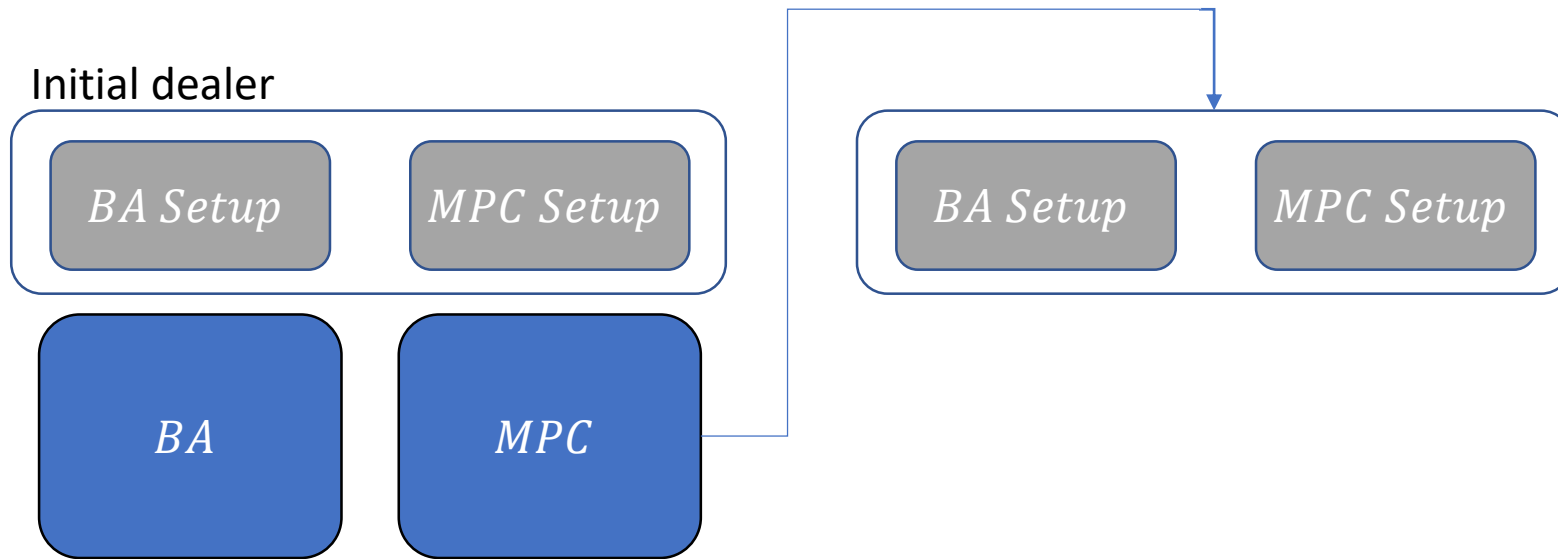 Initial dealer
BA Setup
MPC Setup
BA Setup
MPC Setup
BA
MPC